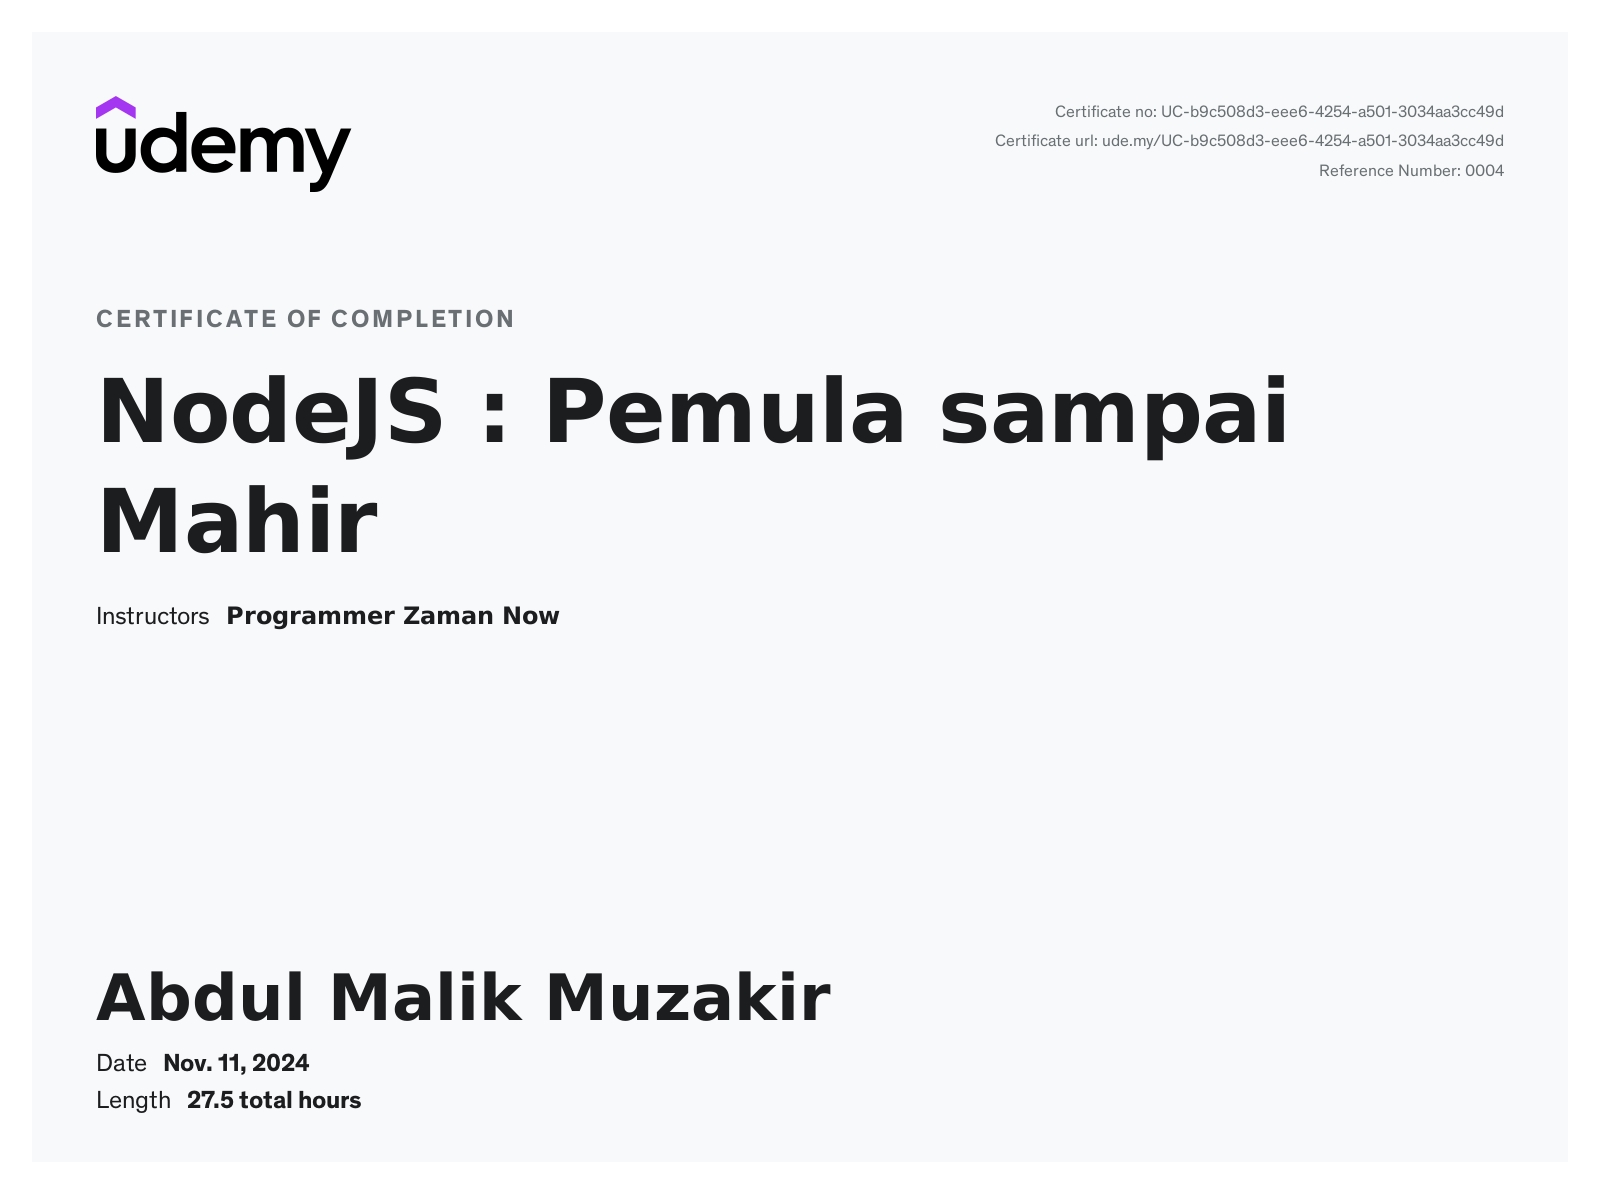 udemy
Certificate no: UC-b9c508d3-eee6-4254-a501-3034aa3cc49d
Certificate url: ude.my/UC-b9c508d3-eee6-4254-a501-3034aa3cc49d
Reference Number: 0004
CERTIFICATE OF COMPLETION
NodeJS : Pemula sampai
Mahir
Instructors Programmer Zaman Now
Abdul Malik Muzakir
Date Nov. 11, 2024
Length 27.5 total hours